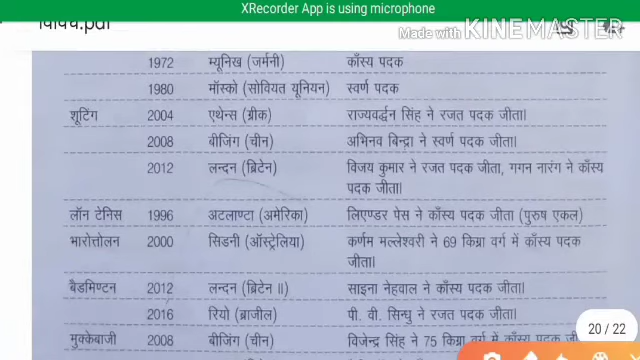 XRecorder App is using microphone
विविध.pdf
Made with KINEMASTER
1972 म्यूनिख (जर्मनी) काँस्य पदक
1980 मॉस्को (सोवियत यूनियन) स्वर्ण पदक
शूटिंग 2004 एथेन्स (ग्रीक) राज्यवर्द्धन सिंह ने रजत पदक जीता।
2008 बीजिंग (चीन) अभिनव बिन्द्रा ने स्वर्ण पदक जीता।
2012 लन्दन (ब्रिटेन) विजय कुमार ने रजत पदक जीता, गगन नारंग ने काँस्य
पदक जीता।
लॉन टेनिस 1996 अटलाण्टा (अमेरिका) लिएण्डर पेस ने काँस्य पदक जीता (पुरुष एकल)
भारोत्तोलन 2000 सिडनी (ऑस्ट्रेलिया) कर्णम मल्लेश्वरी ने 69 किग्रा वर्ग में काँस्य पदक
जीता।
बैडमिण्टन 2012 लन्दन (ब्रिटेन॥) साइना नेहवाल ने काँस्य पदक जीता।
2016 रियो (ब्राजील) पी. वी. सिन्धु ने रजत पदक जीता।
20/22
मुक्केबाजी 2008 बीजिंग (चीन) विजेन्द्र सिंह ने 75 किग्रा वर्ग में काँस्य पदक